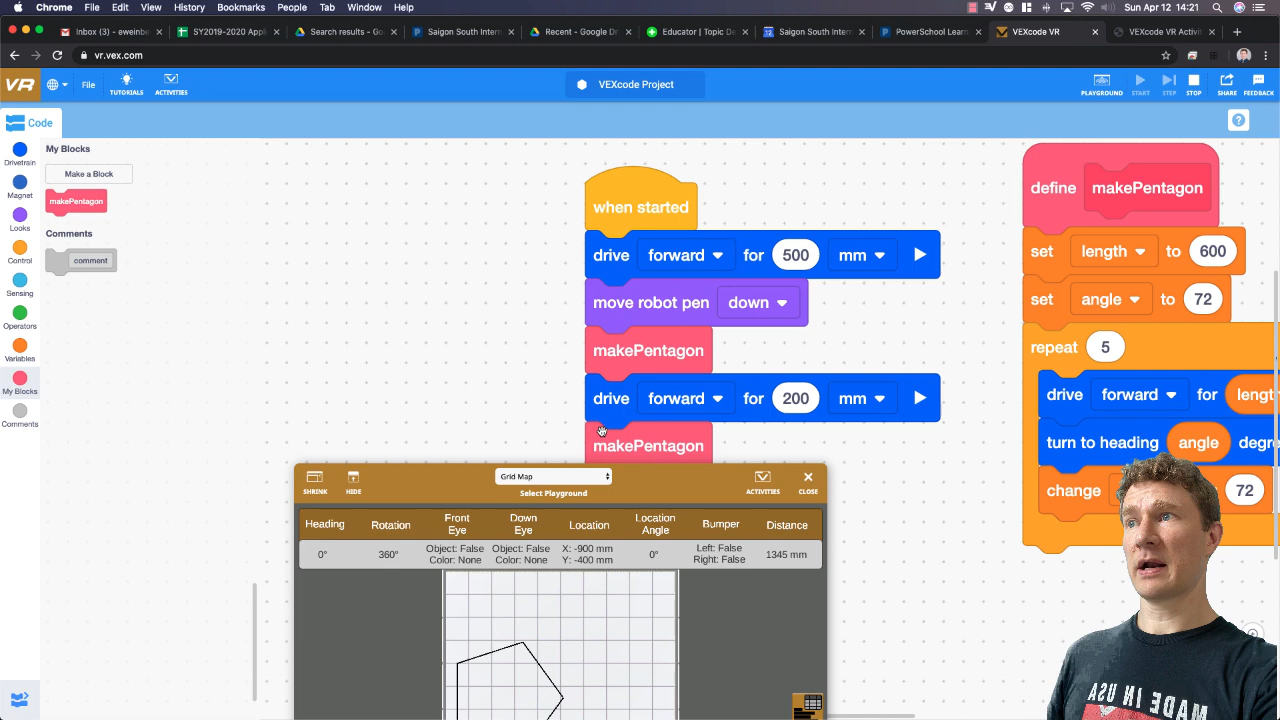 Chrome File Edit View History Bookmarks People Tab Window Help Sun Apr 12 14:21
Inbox (3) - eweinber SY2019-2020 Appli Search results - Goo Saigon South Intern Recent - Google Dri Educator | Topic De Saigon South Intern PowerSchool Learn VEXcode VR VEXcode VR Activit
vr.vex.com
VR File TUTORIALS ACTIVITIES VEXcode Project PLAYGROUND START STEP STOP SHARE FEEDBACK
Code ?
My Blocks
Make a Block
makePentagon
Comments
comment
Drivetrain
Magnet
Looks
Control
Sensing
Operators
Variables
My Blocks
Comments
when started
drive forward for 500 mm
move robot pen down
makePentagon
drive forward for 200 mm
makePentagon
define makePentagon
set length to 600
set angle to 72
repeat 5
drive forward for length
turn to heading angle degre
change 72
SHRINK HIDE Grid Map ACTIVITIES CLOSE
Select Playground
Heading Rotation Front Eye Down Eye Location Location Angle Bumper Distance
0° 360° Object: False Color: None Object: False Color: None X: -900 mm Y: -400 mm 0° Left: False Right: False 1345 mm
MADE IN USA